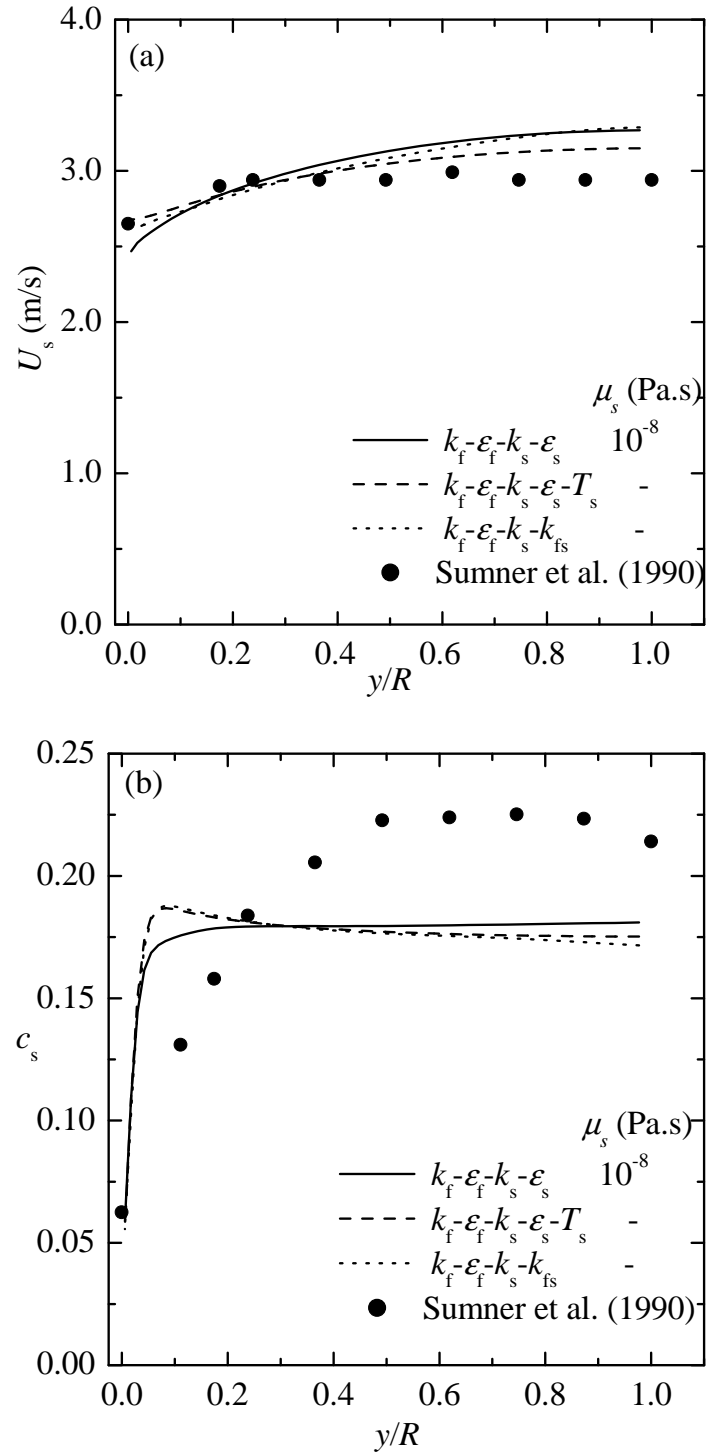 (a)
4.0
3.0
2.0
1.0
0.0
U_s (m/s)
μ_s (Pa.s)
k_f-ε_f-k_s-ε_s 10^-8
k_f-ε_f-k_s-ε_s-T_s -
k_f-ε_f-k_s-k_fs -
Sumner et al. (1990)
0.0 0.2 0.4 0.6 0.8 1.0
y/R
(b)
0.25
0.20
0.15
0.10
0.05
0.00
c_s
μ_s (Pa.s)
k_f-ε_f-k_s-ε_s 10^-8
k_f-ε_f-k_s-ε_s-T_s -
k_f-ε_f-k_s-k_fs -
Sumner et al. (1990)
0.0 0.2 0.4 0.6 0.8 1.0
y/R